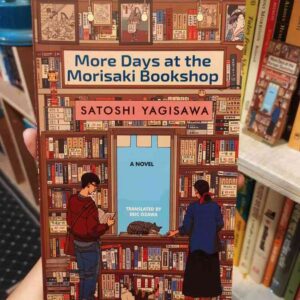 More Days at the
Morisaki Bookshop
SATOSHI YAGISAWA
A NOVEL
TRANSLATED BY
ERIC OZAWA